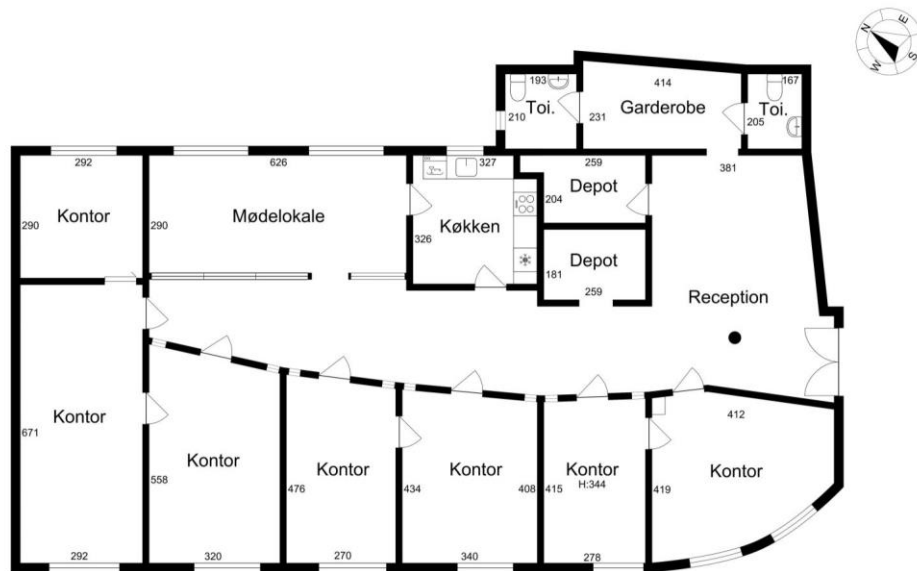 N E
W S
193
414
167
Toi.
210
231
Garderobe
205
Toi.
292
626
327
259
381
Kontor
290
290
Mødelokale
Depot
204
Køkken
326
Depot
181
259
Reception
Kontor
671
412
Kontor
558
Kontor
476
Kontor
434
408
Kontor
H:344
415
Kontor
419
292
320
270
340
278